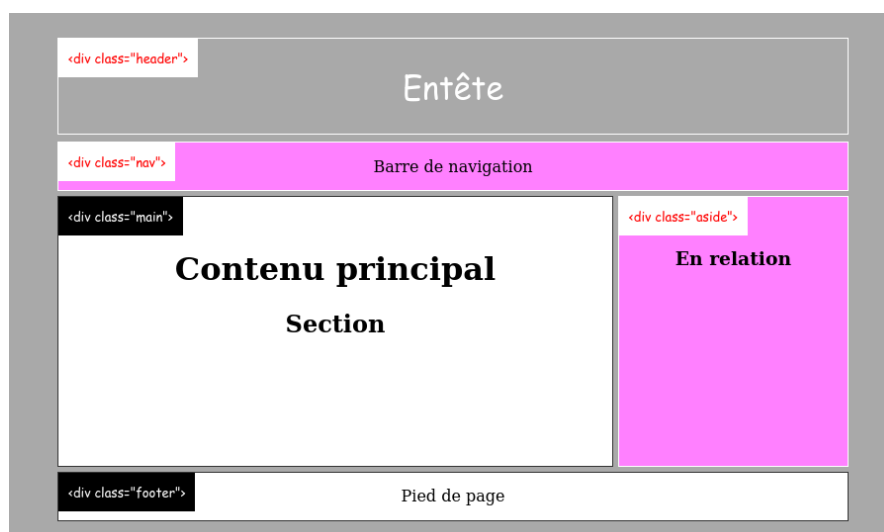 <div class="header">
Entête
<div class="nav">
Barre de navigation
<div class="main">
<div class="aside">
Contenu principal
En relation
Section
<div class="footer">
Pied de page